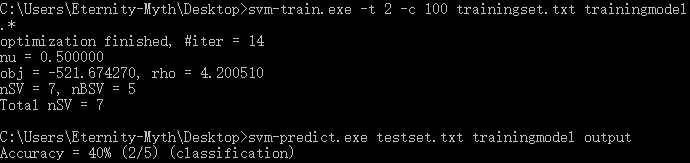 C:\Users\Eternity-Myth\Desktop>svm-train.exe -t 2 -c 100 trainingset.txt trainingmodel
.*
optimization finished, #iter = 14
nu = 0.500000
obj = -521.674270, rho = 4.200510
nSV = 7, nBSV = 5
Total nSV = 7
C:\Users\Eternity-Myth\Desktop>svm-predict.exe testset.txt trainingmodel output
Accuracy = 40% (2/5) (classification)